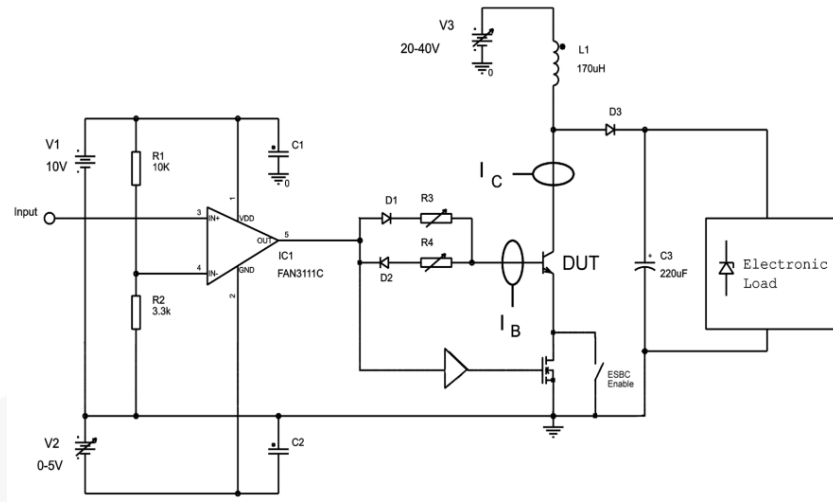 V3
20-40V
0
L1
170uH
V1
10V
R1
10K
C1
0
D3
I C
Input
3
IN+
1
VDD
OUT
5
4
IN-
GND
2
IC1
FAN3111C
D1
R3
D2
R4
DUT
I B
C3
220uF
Electronic
Load
R2
3.3k
ESBC
Enable
V2
0-5V
C2